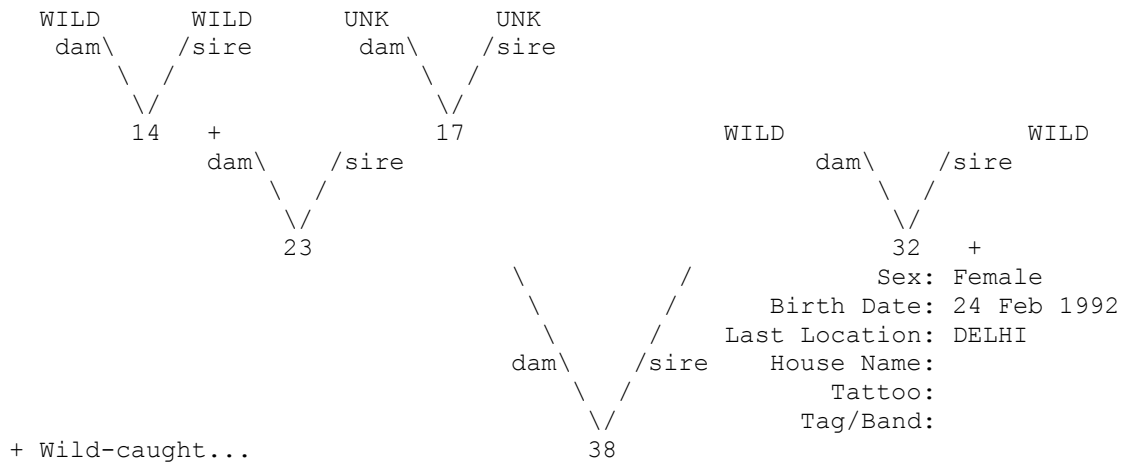 WILD WILD UNK UNK
dam\ /sire dam\ /sire
\ / \ /
\/ \/
14 + 17 WILD WILD
dam\ /sire dam\ /sire
\ / \ /
\/ \/
23 32 +
\ / Sex: Female
\ / Birth Date: 24 Feb 1992
\ / Last Location: DELHI
dam\ /sire House Name:
\ / Tattoo:
\/ Tag/Band:
+ Wild-caught... 38